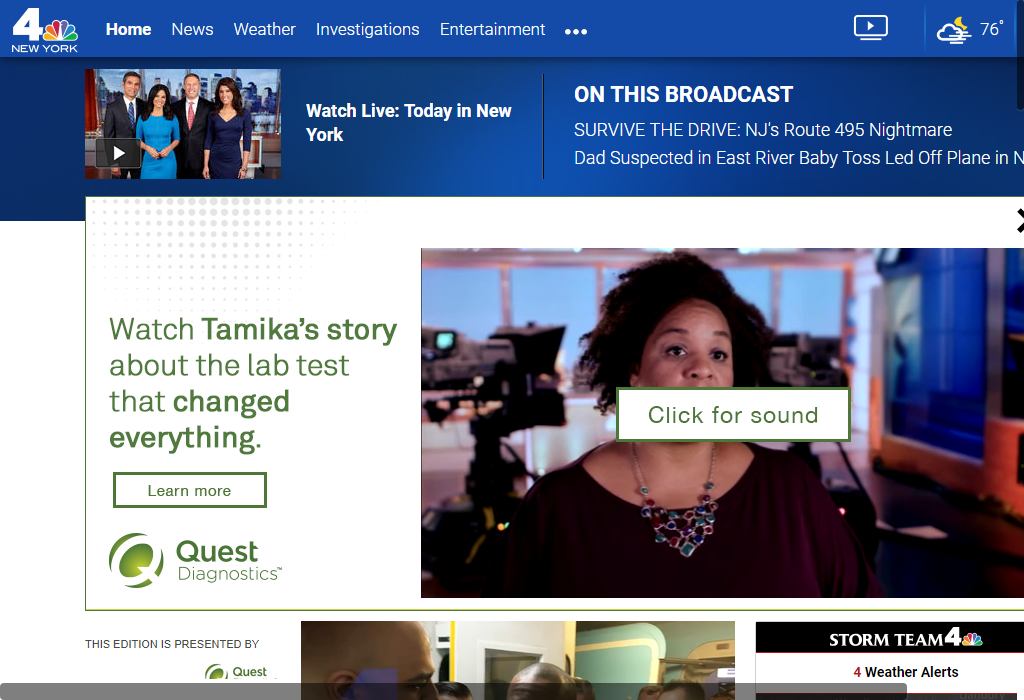 4
NEW YORK
Home News Weather Investigations Entertainment
76°
Watch Live: Today in New
York
ON THIS BROADCAST
SURVIVE THE DRIVE: NJ's Route 495 Nightmare
Dad Suspected in East River Baby Toss Led Off Plane in N
Watch Tamika's story
about the lab test
that changed
everything.
Click for sound
Learn more
Quest
Diagnostics™
THIS EDITION IS PRESENTED BY
Quest
STORM TEAM 4
4 Weather Alerts